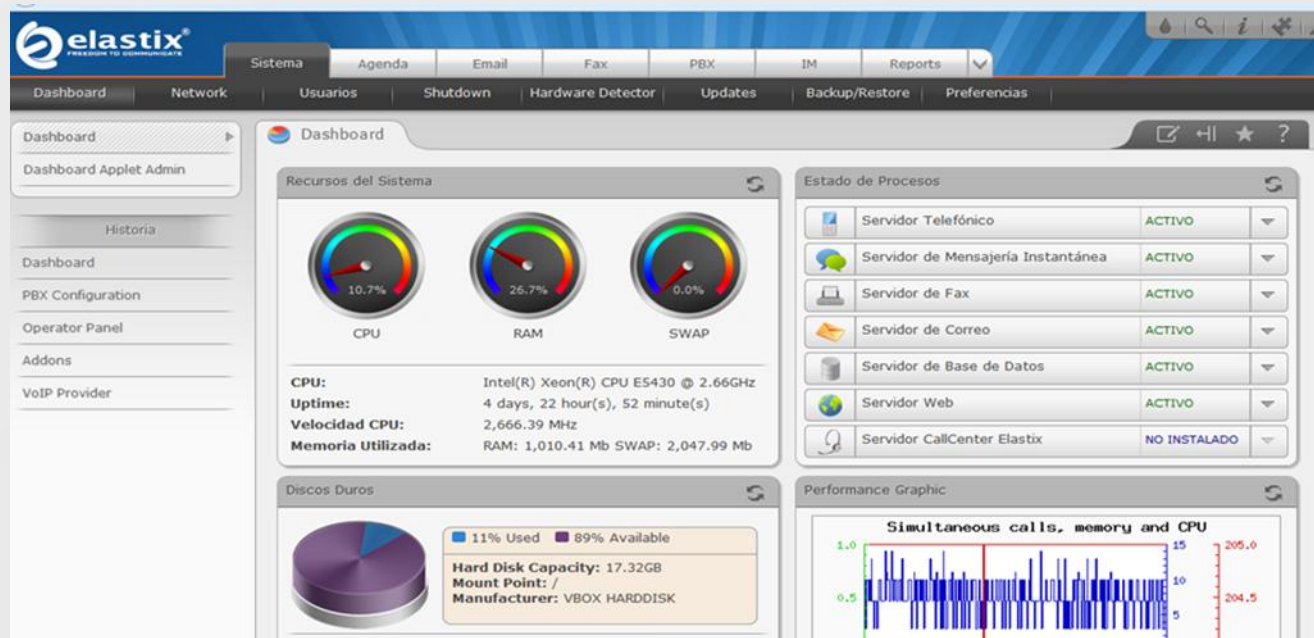 elastix®
FREEDOM TO COMMUNICATE
Sistema Agenda Email Fax PBX IM Reports
Dashboard Network Usuarios Shutdown Hardware Detector Updates Backup/Restore Preferencias
Dashboard
Dashboard Applet Admin
Historia
Dashboard
PBX Configuration
Operator Panel
Addons
VoIP Provider
Dashboard
Recursos del Sistema
10.7% 26.7% 0.0%
CPU RAM SWAP
CPU: Intel(R) Xeon(R) CPU E5430 @ 2.66GHz
Uptime: 4 days, 22 hour(s), 52 minute(s)
Velocidad CPU: 2,666.39 MHz
Memoria Utilizada: RAM: 1,010.41 Mb SWAP: 2,047.99 Mb
Estado de Procesos
Servidor Telefónico ACTIVO
Servidor de Mensajería Instantánea ACTIVO
Servidor de Fax ACTIVO
Servidor de Correo ACTIVO
Servidor de Base de Datos ACTIVO
Servidor Web ACTIVO
Servidor CallCenter Elastix NO INSTALADO
Discos Duros
11% Used 89% Available
Hard Disk Capacity: 17.32GB
Mount Point: /
Manufacturer: VBOX HARDDISK
Performance Graphic
Simultaneous calls, memory and CPU
1.0 15 205.0
10
0.5 204.5
5